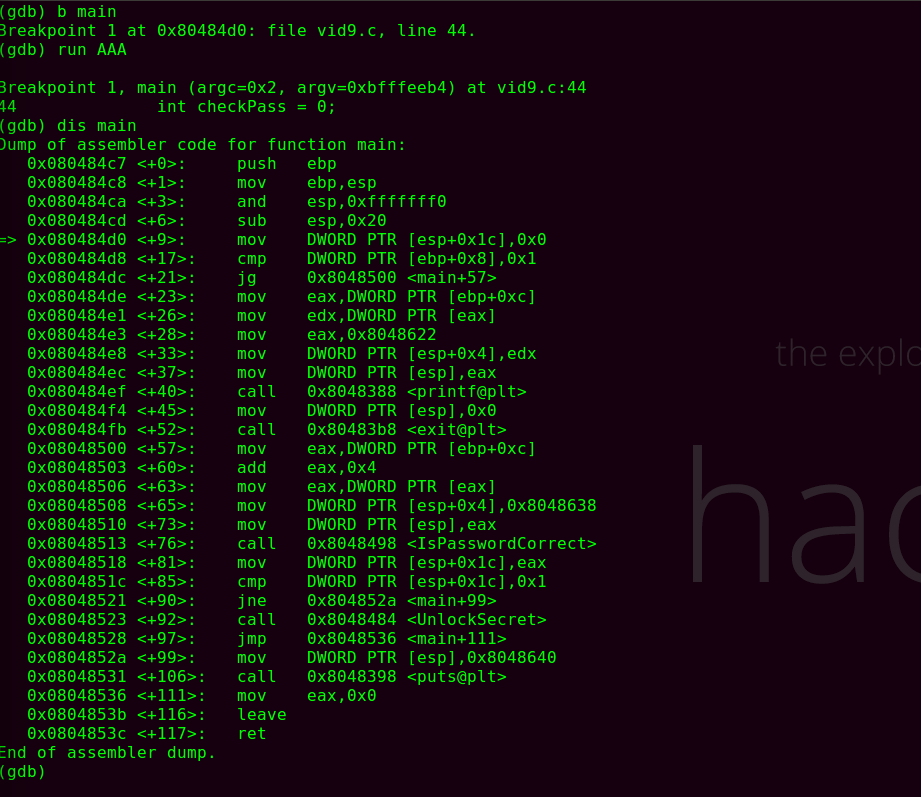 (gdb) b main
Breakpoint 1 at 0x80484d0: file vid9.c, line 44.
(gdb) run AAA
Breakpoint 1, main (argc=0x2, argv=0xbfffeeb4) at vid9.c:44
44              int checkPass = 0;
(gdb) dis main
Dump of assembler code for function main:
   0x080484c7 <+0>:     push   ebp
   0x080484c8 <+1>:     mov    ebp,esp
   0x080484ca <+3>:     and    esp,0xfffffff0
   0x080484cd <+6>:     sub    esp,0x20
=> 0x080484d0 <+9>:     mov    DWORD PTR [esp+0x1c],0x0
   0x080484d8 <+17>:    cmp    DWORD PTR [ebp+0x8],0x1
   0x080484dc <+21>:    jg     0x8048500 <main+57>
   0x080484de <+23>:    mov    eax,DWORD PTR [ebp+0xc]
   0x080484e1 <+26>:    mov    edx,DWORD PTR [eax]
   0x080484e3 <+28>:    mov    eax,0x8048622
   0x080484e8 <+33>:    mov    DWORD PTR [esp+0x4],edx
   0x080484ec <+37>:    mov    DWORD PTR [esp],eax
   0x080484ef <+40>:    call   0x8048388 <printf@plt>
   0x080484f4 <+45>:    mov    DWORD PTR [esp],0x0
   0x080484fb <+52>:    call   0x80483b8 <exit@plt>
   0x08048500 <+57>:    mov    eax,DWORD PTR [ebp+0xc]
   0x08048503 <+60>:    add    eax,0x4
   0x08048506 <+63>:    mov    eax,DWORD PTR [eax]
   0x08048508 <+65>:    mov    DWORD PTR [esp+0x4],0x8048638
   0x08048510 <+73>:    mov    DWORD PTR [esp],eax
   0x08048513 <+76>:    call   0x8048498 <IsPasswordCorrect>
   0x08048518 <+81>:    mov    DWORD PTR [esp+0x1c],eax
   0x0804851c <+85>:    cmp    DWORD PTR [esp+0x1c],0x1
   0x08048521 <+90>:    jne    0x804852a <main+99>
   0x08048523 <+92>:    call   0x8048484 <UnlockSecret>
   0x08048528 <+97>:    jmp    0x8048536 <main+111>
   0x0804852a <+99>:    mov    DWORD PTR [esp],0x8048640
   0x08048531 <+106>:   call   0x8048398 <puts@plt>
   0x08048536 <+111>:   mov    eax,0x0
   0x0804853b <+116>:   leave
   0x0804853c <+117>:   ret
End of assembler dump.
(gdb)
the explo
hac